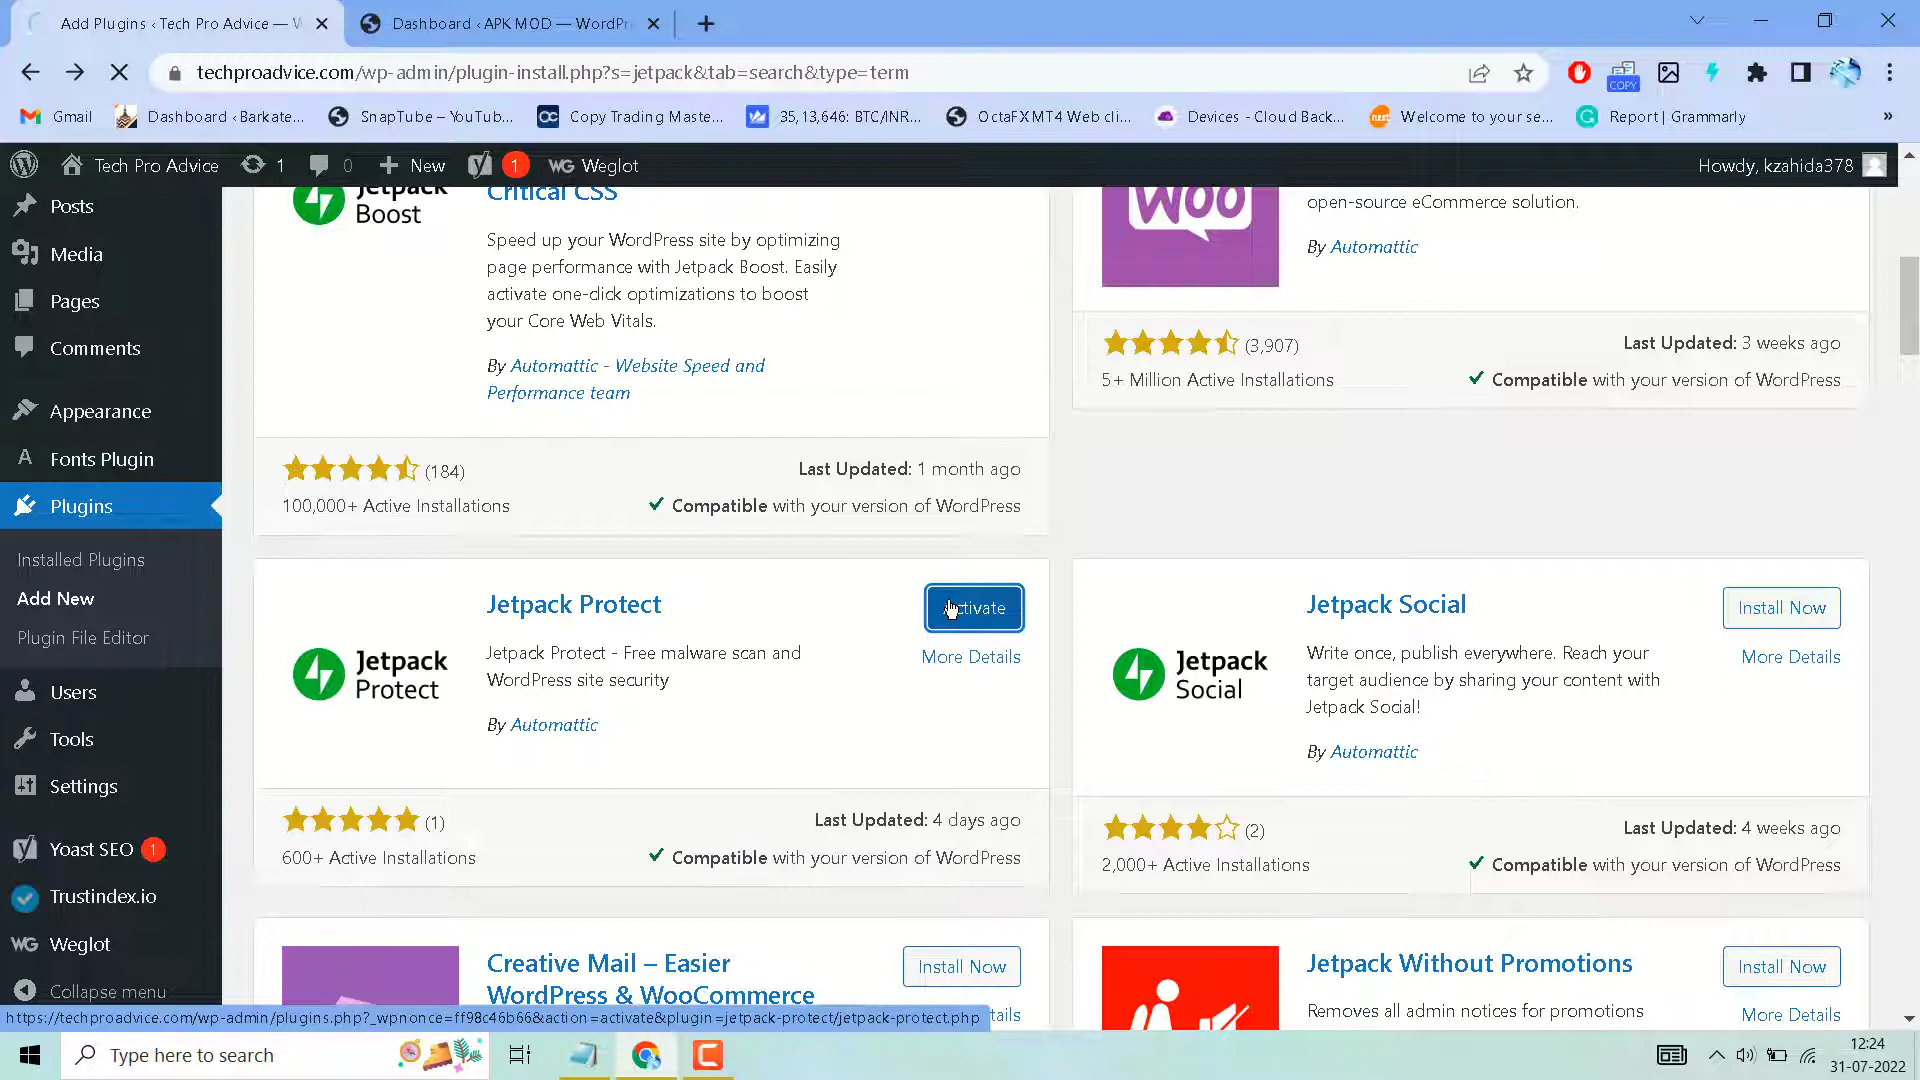 Add Plugins ‹ Tech Pro Advice — W
Dashboard ‹ APK MOD — WordPr
techproadvice.com/wp-admin/plugin-install.php?s=jetpack&tab=search&type=term
COPY
Gmail
Dashboard ‹ Barkate...
SnapTube – YouTub...
CC
Copy Trading Maste...
35,13,646: BTC/INR...
OctaFX MT4 Web cli...
Devices - Cloud Back...
Welcome to your se...
Report | Grammarly
»
Tech Pro Advice
1
0
New
1
WG Weglot
Howdy, kzahida378
Posts
Media
Pages
Comments
Appearance
Fonts Plugin
Plugins
Installed Plugins
Add New
Plugin File Editor
Users
Tools
Settings
Yoast SEO 1
Trustindex.io
WG Weglot
Collapse menu
Jetpack
Boost
Critical CSS
Speed up your WordPress site by optimizing
page performance with Jetpack Boost. Easily
activate one-click optimizations to boost
your Core Web Vitals.
By Automattic - Website Speed and
Performance team
(184)
100,000+ Active Installations
Last Updated: 1 month ago
Compatible with your version of WordPress
WOO
open-source eCommerce solution.
By Automattic
(3,907)
5+ Million Active Installations
Last Updated: 3 weeks ago
Compatible with your version of WordPress
Jetpack
Protect
Jetpack Protect
Activate
More Details
Jetpack Protect - Free malware scan and
WordPress site security
By Automattic
(1)
600+ Active Installations
Last Updated: 4 days ago
Compatible with your version of WordPress
Jetpack
Social
Jetpack Social
Install Now
More Details
Write once, publish everywhere. Reach your
target audience by sharing your content with
Jetpack Social!
By Automattic
(2)
2,000+ Active Installations
Last Updated: 4 weeks ago
Compatible with your version of WordPress
Creative Mail – Easier
WordPress & WooCommerce
Install Now
tails
Jetpack Without Promotions
Install Now
Removes all admin notices for promotions
More Details
https://techproadvice.com/wp-admin/plugins.php?_wpnonce=ff98c46b66&action=activate&plugin=jetpack-protect/jetpack-protect.php
Type here to search
12:24
31-07-2022